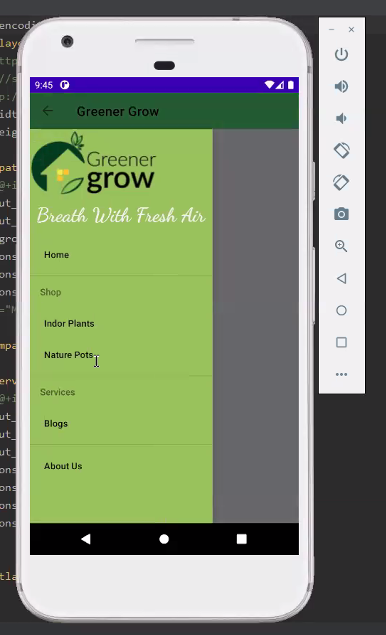 9:45
Greener Grow
Greener
grow
Breath With Fresh Air
Home
Shop
Indor Plants
Nature Pots
Services
Blogs
About Us